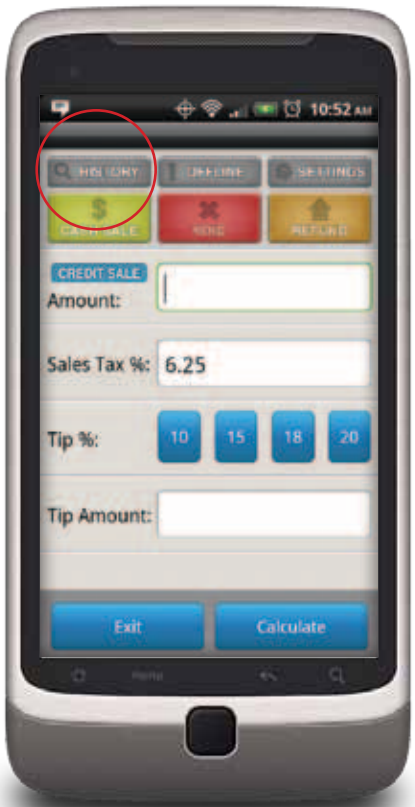 10:52 AM
HISTORY OFFLINE SETTINGS
CASH SALE VOID REFUND
CREDIT SALE
Amount:
Sales Tax %: 6.25
Tip %: 10 15 18 20
Tip Amount:
Exit Calculate
menu